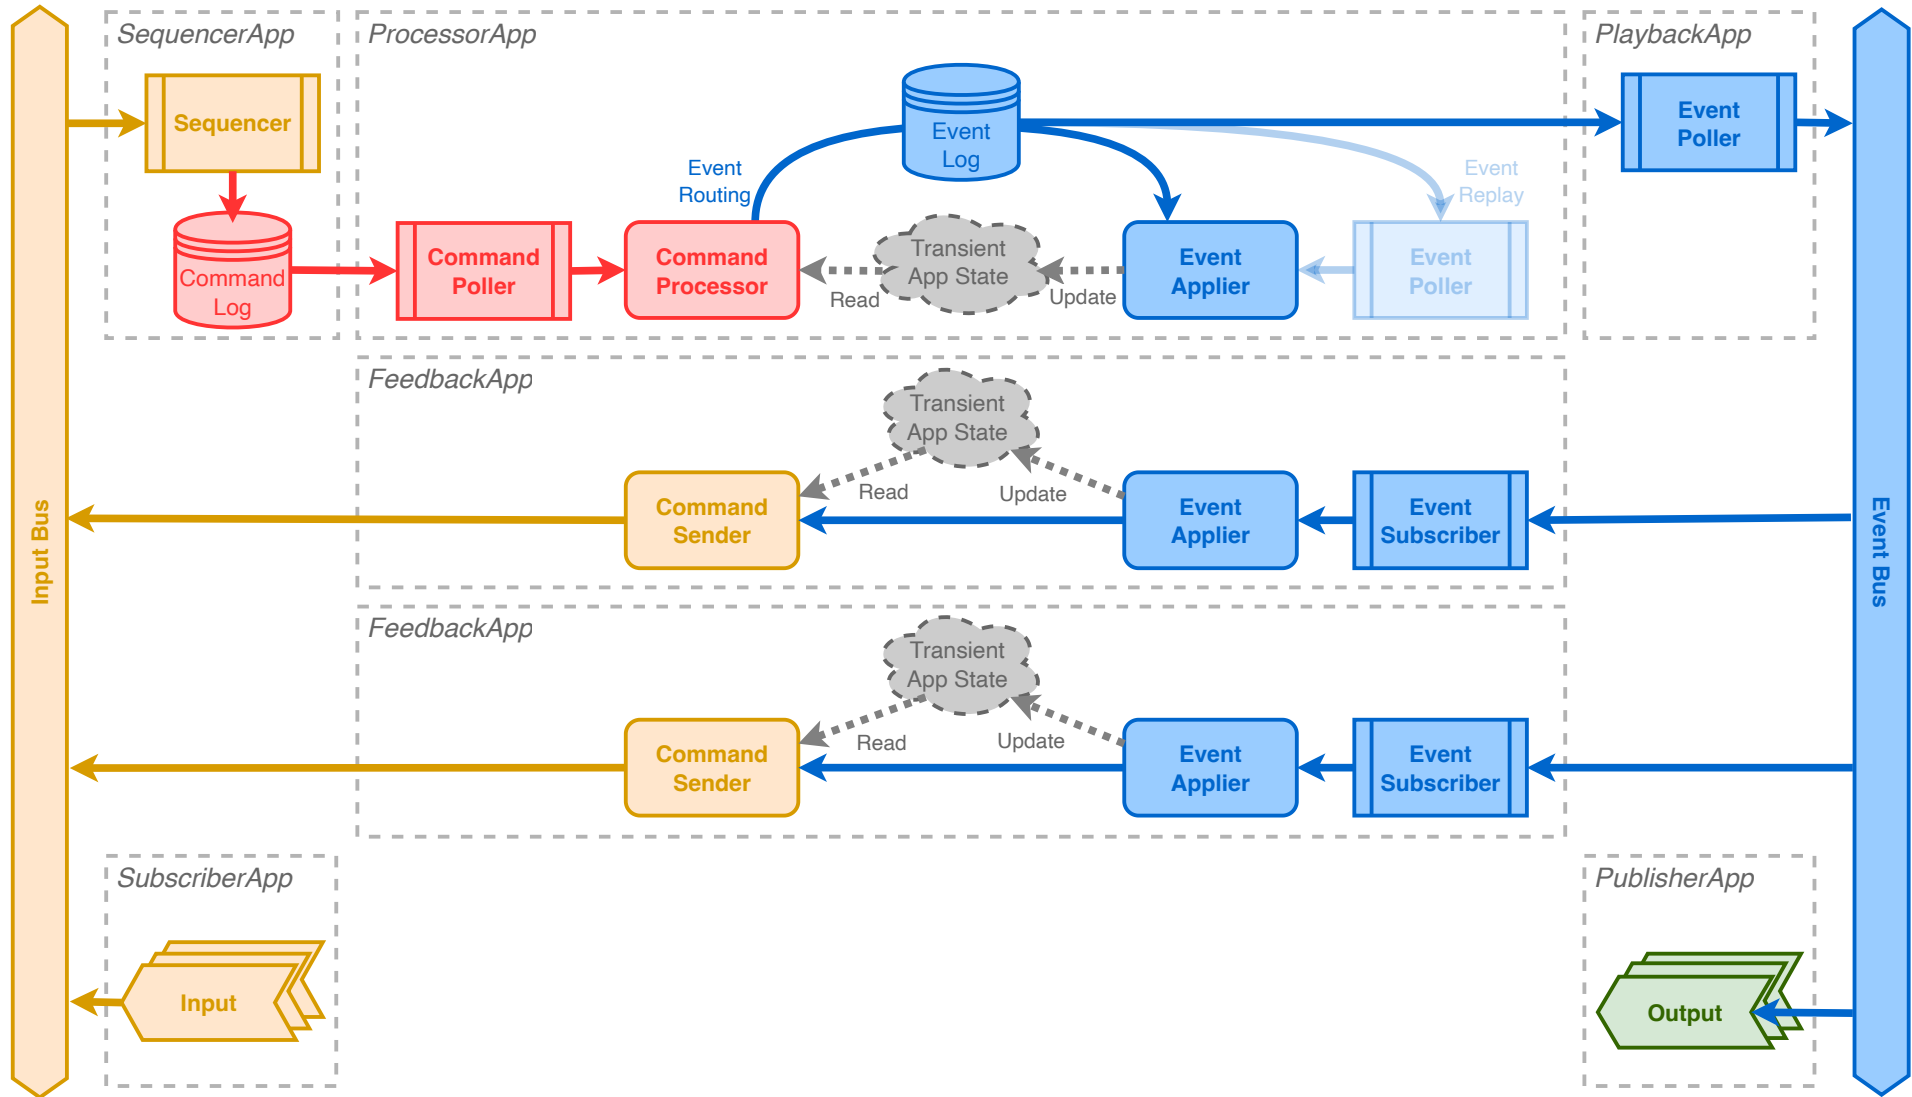 SequencerApp
ProcessorApp
PlaybackApp
Sequencer
Event
Log
Event
Poller
Event
Routing
Event
Replay
Command
Log
Command
Poller
Command
Processor
Transient
App State
Read
Update
Event
Applier
Event
Poller
FeedbackApp
Transient
App State
Read
Update
Command
Sender
Event
Applier
Event
Subscriber
Input Bus
Event Bus
FeedbackApp
Transient
App State
Read
Update
Command
Sender
Event
Applier
Event
Subscriber
SubscriberApp
PublisherApp
Input
Output